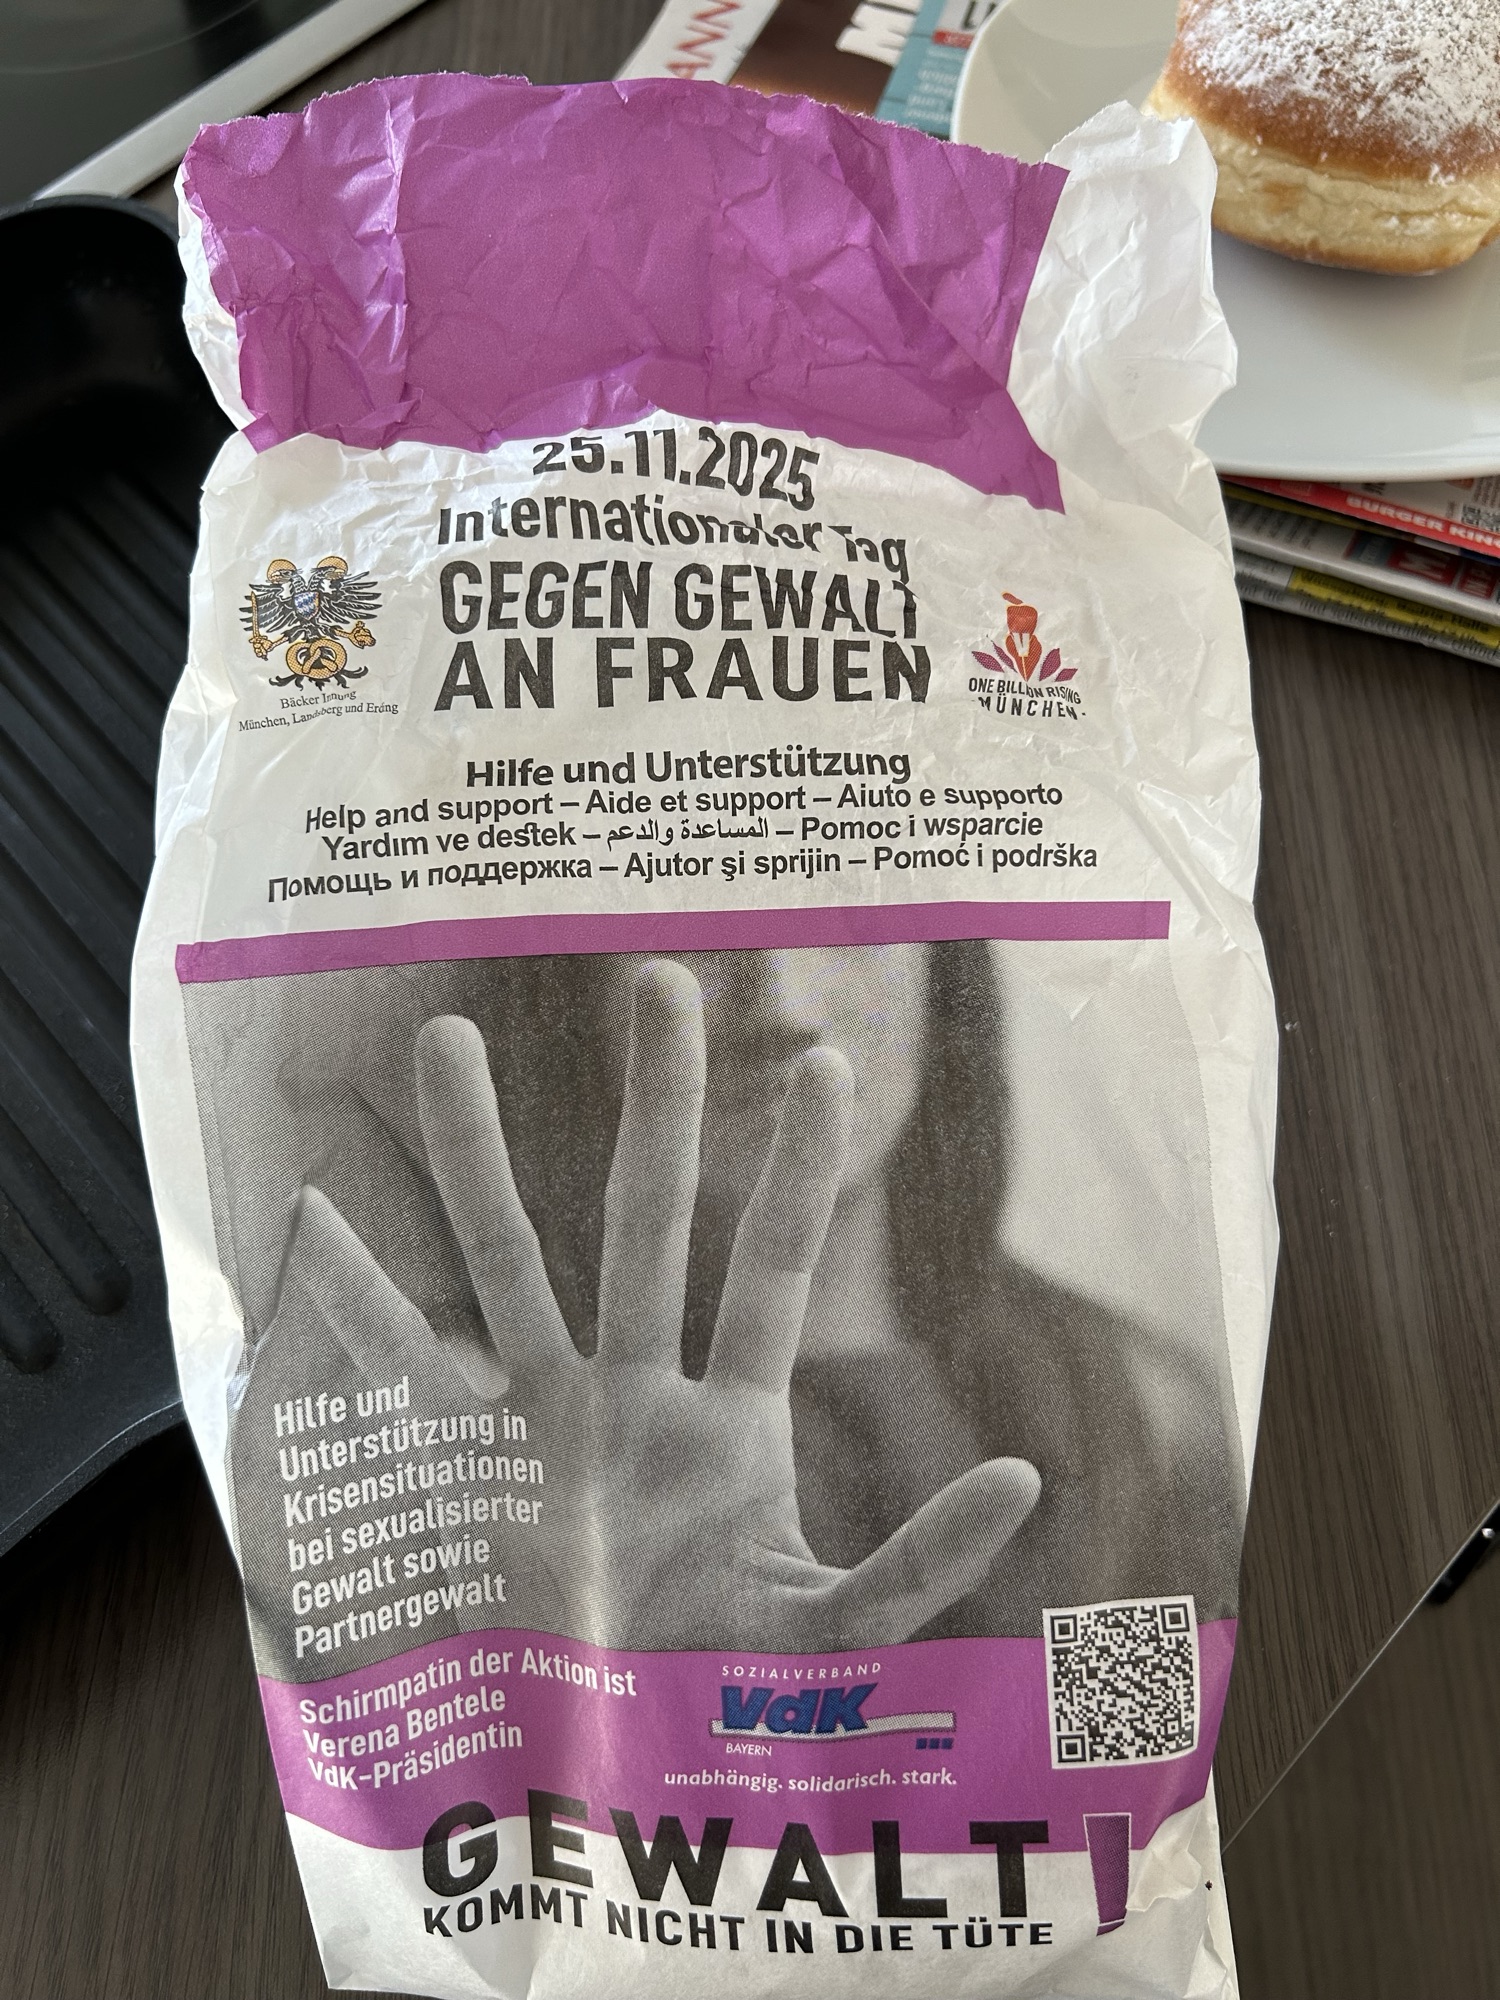 25.11.2025
Internationaler Tag
GEGEN GEWALT
AN FRAUEN
Bäcker Innung
München, Landsberg und Erding
ONE BILLION RISING
MÜNCHEN
Hilfe und Unterstützung
Help and support – Aide et support – Aiuto e supporto
Yardım ve destek – المساعدة والدعم – Pomoc i wsparcie
Помощь и поддержка – Ajutor şi sprijin – Pomoć i podrška
Hilfe und
Unterstützung in
Krisensituationen
bei sexualisierter
Gewalt sowie
Partnergewalt
Schirmpatin der Aktion ist
Verena Bentele
VdK-Präsidentin
SOZIALVERBAND
VdK
BAYERN
unabhängig. solidarisch. stark.
GEWALT!
KOMMT NICHT IN DIE TÜTE
BURGER KING